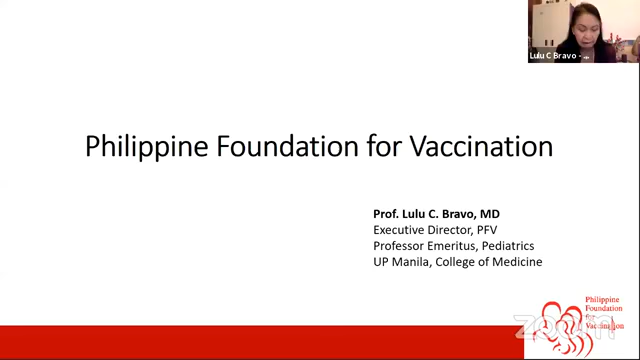 Lulu C Bravo - ...
Philippine Foundation for Vaccination
Prof. Lulu C. Bravo, MD
Executive Director, PFV
Professor Emeritus, Pediatrics
UP Manila, College of Medicine
Philippine
Foundation
for
Vaccination
zoom